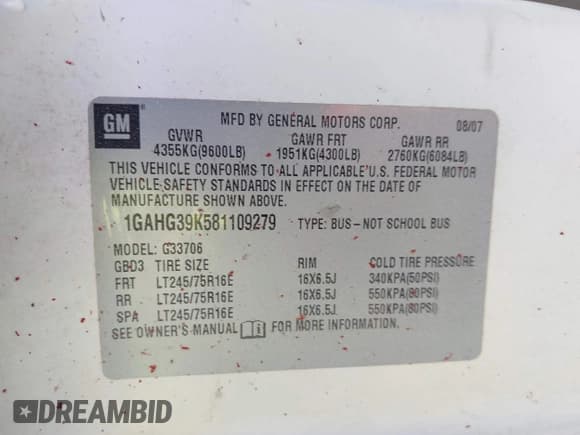 GM
®
MFD BY GENERAL MOTORS CORP. 08/07
GVWR GAWR FRT GAWR RR
4355KG(9600LB) 1951KG(4300LB) 2760KG(6084LB)
THIS VEHICLE CONFORMS TO ALL APPLICABLE U.S. FEDERAL MOTOR
VEHICLE SAFETY STANDARDS IN EFFECT ON THE DATE OF
MANUFACTURE SHOWN ABOVE.
1GAHG39K581109279 TYPE: BUS-NOT SCHOOL BUS
MODEL: G33706
GBD3 TIRE SIZE RIM COLD TIRE PRESSURE
FRT LT245/75R16E 16X6.5J 340KPA(50PSI)
RR LT245/75R16E 16X6.5J 550KPA(80PSI)
SPA LT245/75R16E 16X6.5J 550KPA(80PSI)
SEE OWNER'S MANUAL i FOR MORE INFORMATION.
DREAMBID